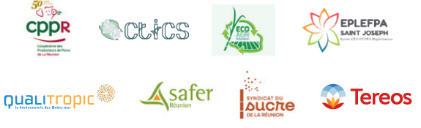 50
CPPR
Coopérative des
Producteurs de Porcs
de La Réunion
ctics
ECO
EPLEFPA
SAINT JOSEPH
QUALITROPIC
safer
Réunion
SYNDICAT DU
SUCRE
DE LA RÉUNION
Tereos